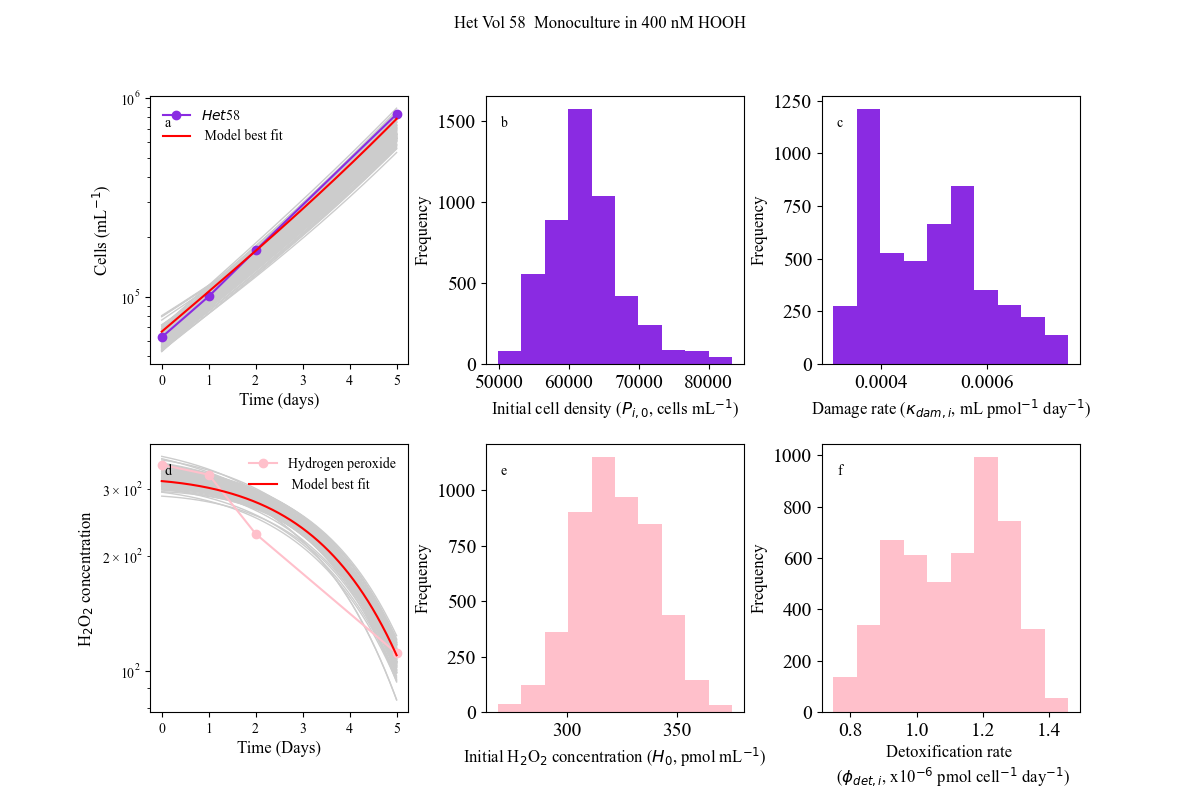 Het Vol 58  Monoculture in 400 nM HOOH
Het58
Model best fit
a
Cells (mL⁻¹)
10⁶
10⁵
0 1 2 3 4 5
Time (days)
b
Frequency
1500
1000
500
0
50000 60000 70000 80000
Initial cell density (P_{i,0}, cells mL⁻¹)
c
Frequency
1250
1000
750
500
250
0
0.0004 0.0006
Damage rate (κ_{dam,i}, mL pmol⁻¹ day⁻¹)
Hydrogen peroxide
Model best fit
d
H₂O₂ concentration
3 × 10²
2 × 10²
10²
0 1 2 3 4 5
Time (Days)
e
Frequency
1000
750
500
250
0
300 350
Initial H₂O₂ concentration (H₀, pmol mL⁻¹)
f
Frequency
1000
800
600
400
200
0
0.8 1.0 1.2 1.4
Detoxification rate
(ϕ_{det,i}, x10⁻⁶ pmol cell⁻¹ day⁻¹)